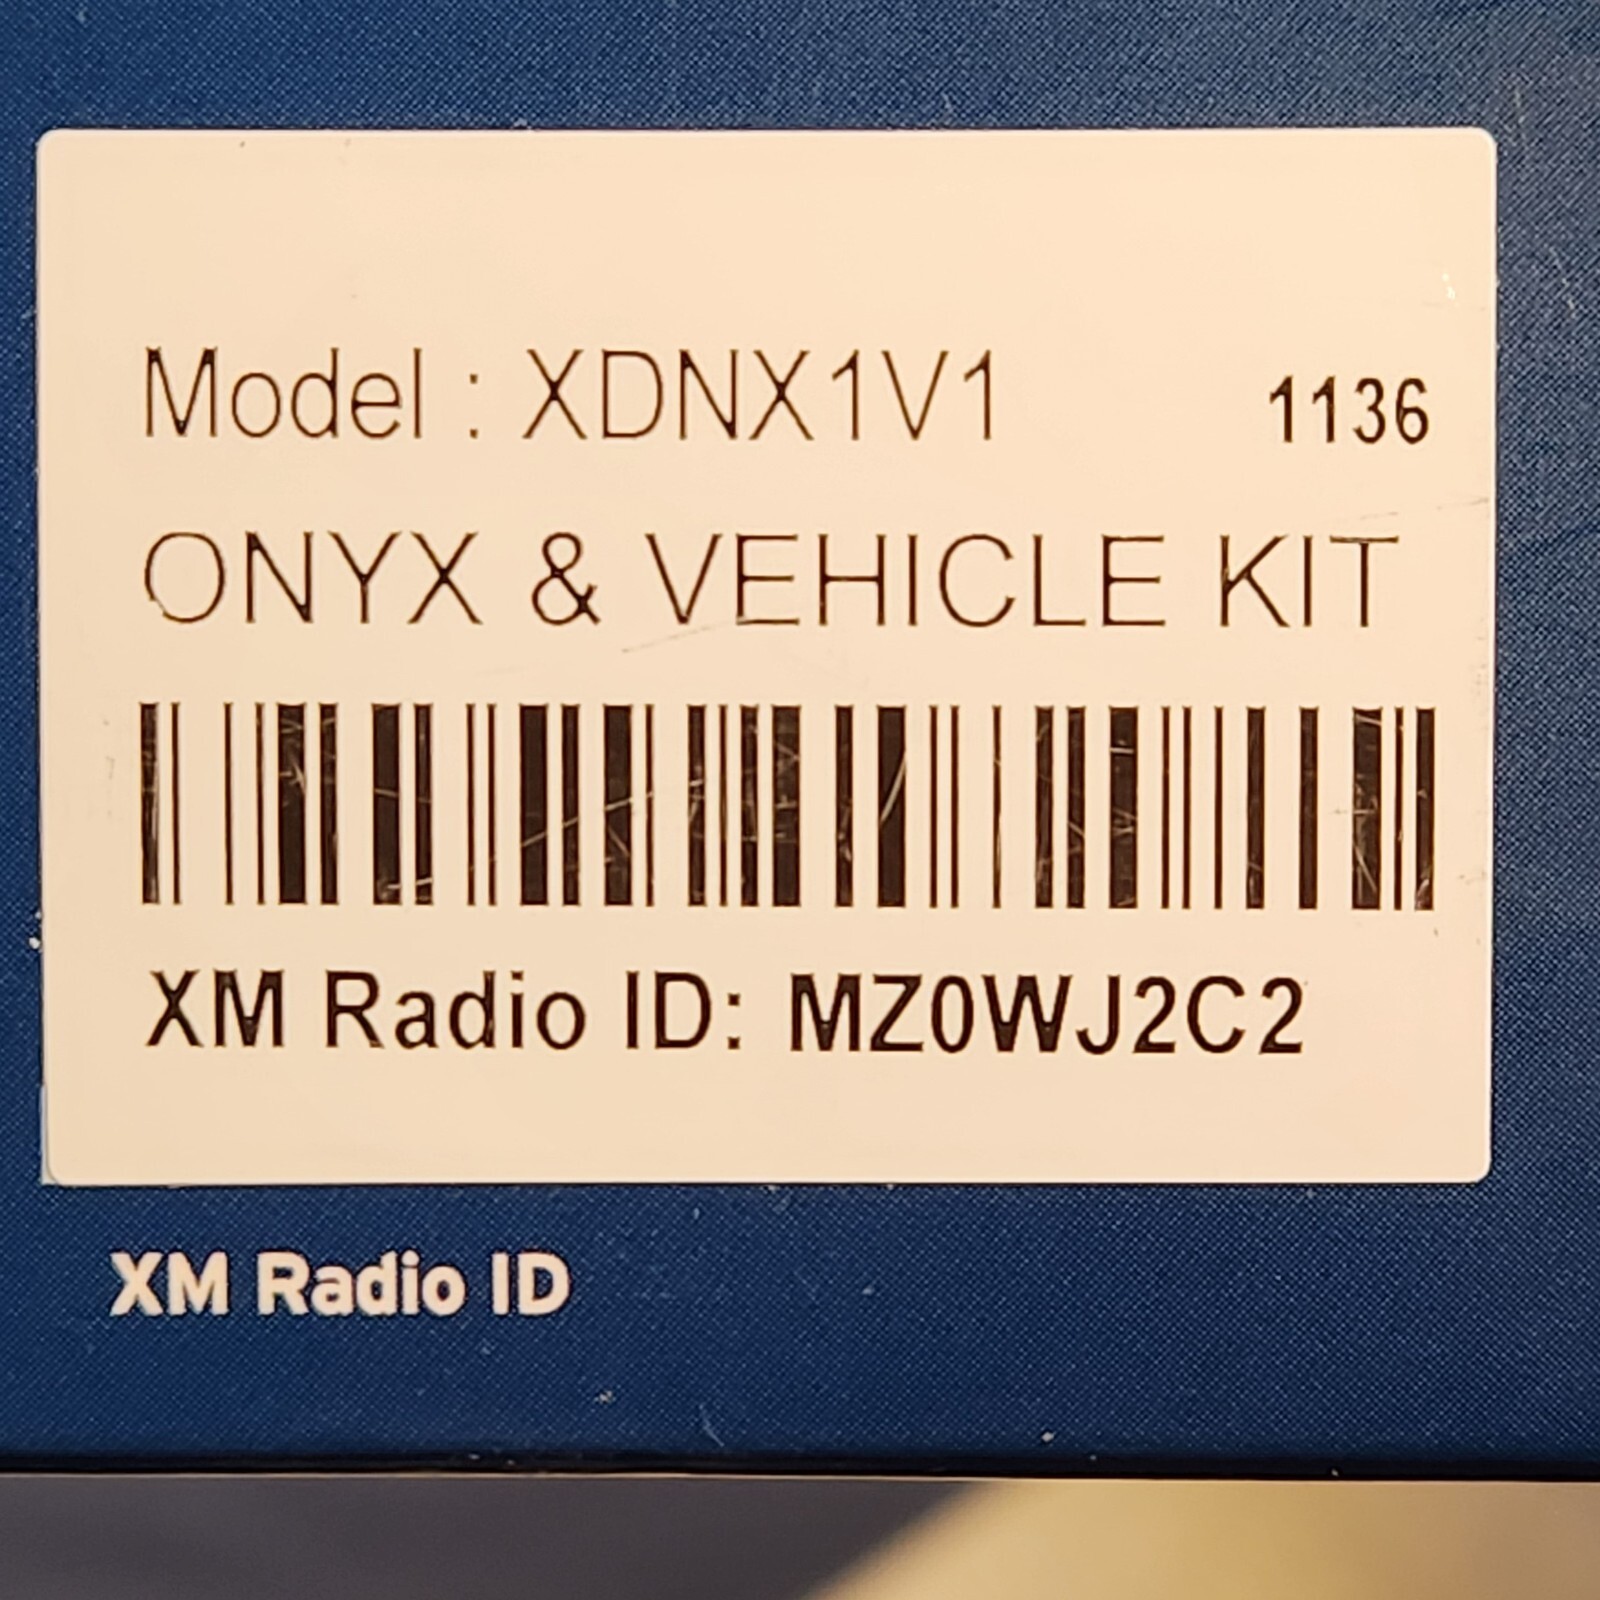 Model : XDNX1V1 1136
ONYX & VEHICLE KIT
XM Radio ID: MZ0WJ2C2
XM Radio ID